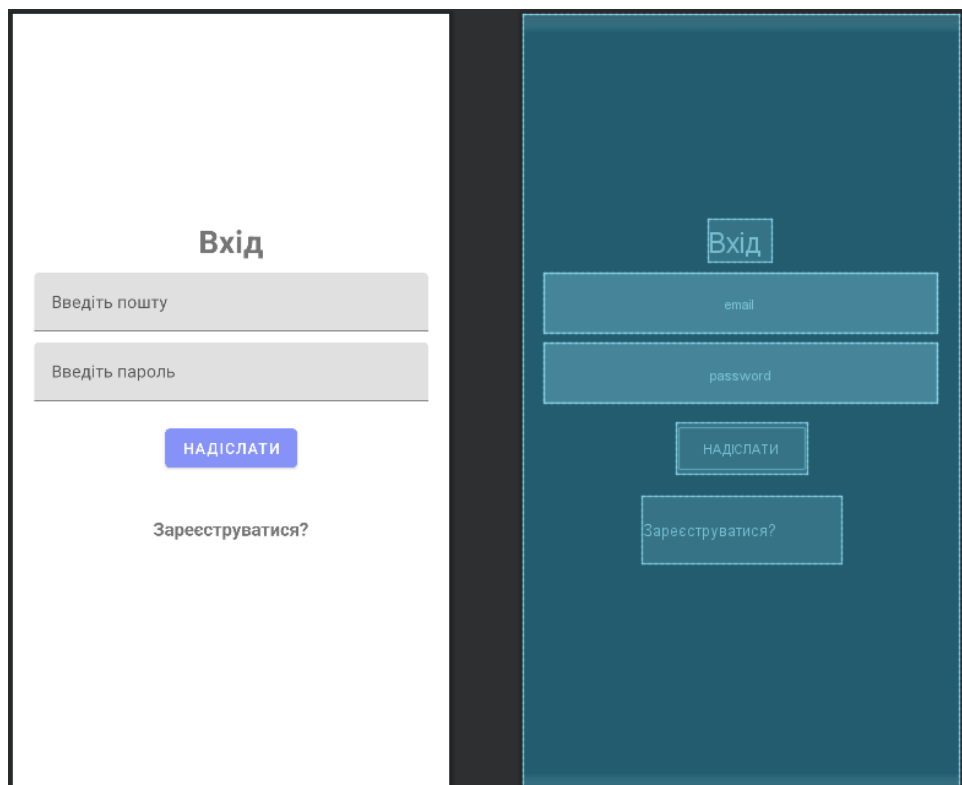 Вхід
Введіть пошту
Введіть пароль
НАДІСЛАТИ
Зареєструватися?
Вхід
email
password
НАДІСЛАТИ
Зареєструватися?